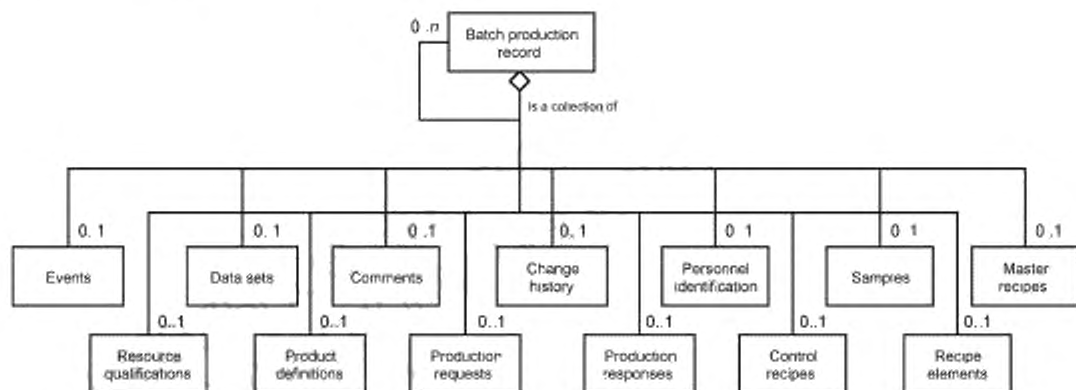 0..n
Batch production
record
is a collection of
0..1
0..1
0..1
0..1
0..1
0..1
0..1
Events
Data sets
Comments
Change
history
Personnel
identification
Samples
Master
recipes
0..1
0..1
0..1
0..1
0..1
0..1
Resource
qualifications
Product
definitions
Production
requests
Production
responses
Control
recipes
Recipe
elements